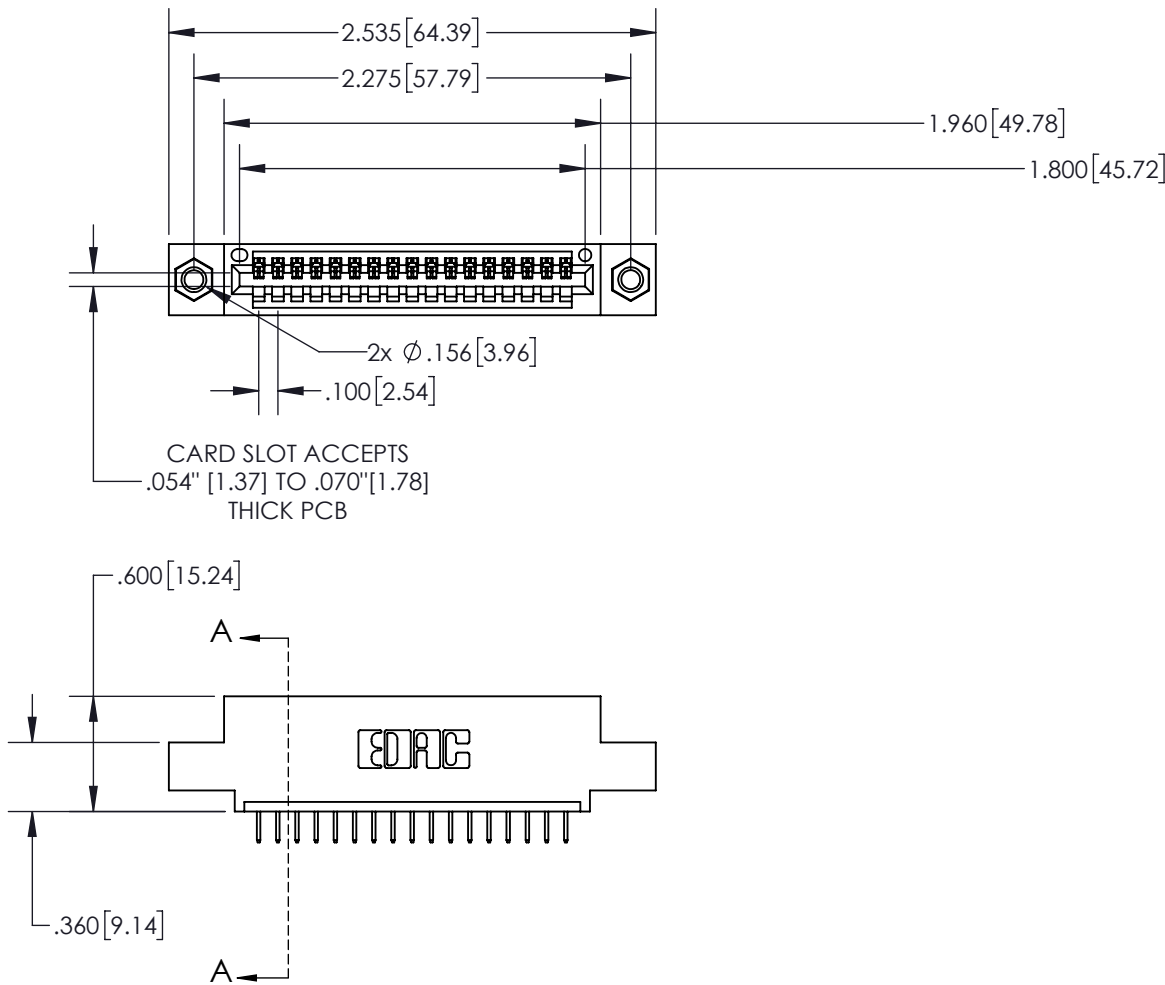 2.535[64.39]
2.275[57.79]
1.960[49.78]
1.800[45.72]
2x Ø.156[3.96]
.100[2.54]
CARD SLOT ACCEPTS
.054" [1.37] TO .070"[1.78]
THICK PCB
.600[15.24]
A
EDAC
.360[9.14]
A